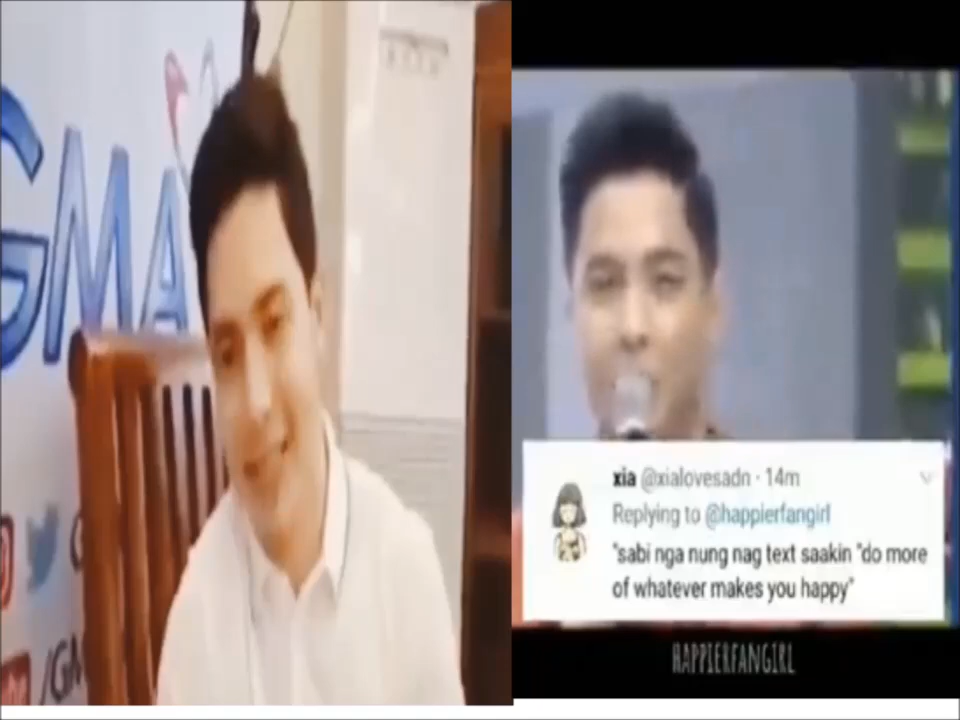 GMA
/GM
xia @xialovesadn · 14m
Replying to @happierfangirl
"sabi nga nung nag text saakin "do more
of whatever makes you happy"
HAPPIERFANGIRL